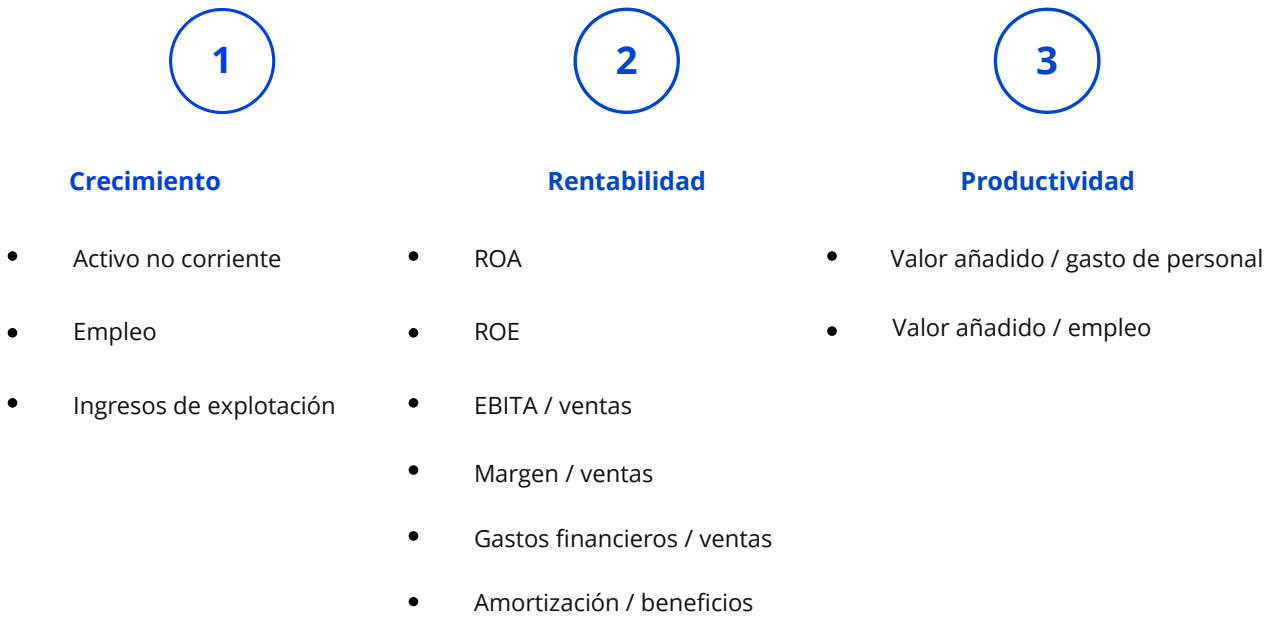 1
Crecimiento
Activo no corriente
Empleo
Ingresos de explotación
2
Rentabilidad
ROA
ROE
EBITA / ventas
Margen / ventas
Gastos financieros / ventas
Amortización / beneficios
3
Productividad
Valor añadido / gasto de personal
Valor añadido / empleo